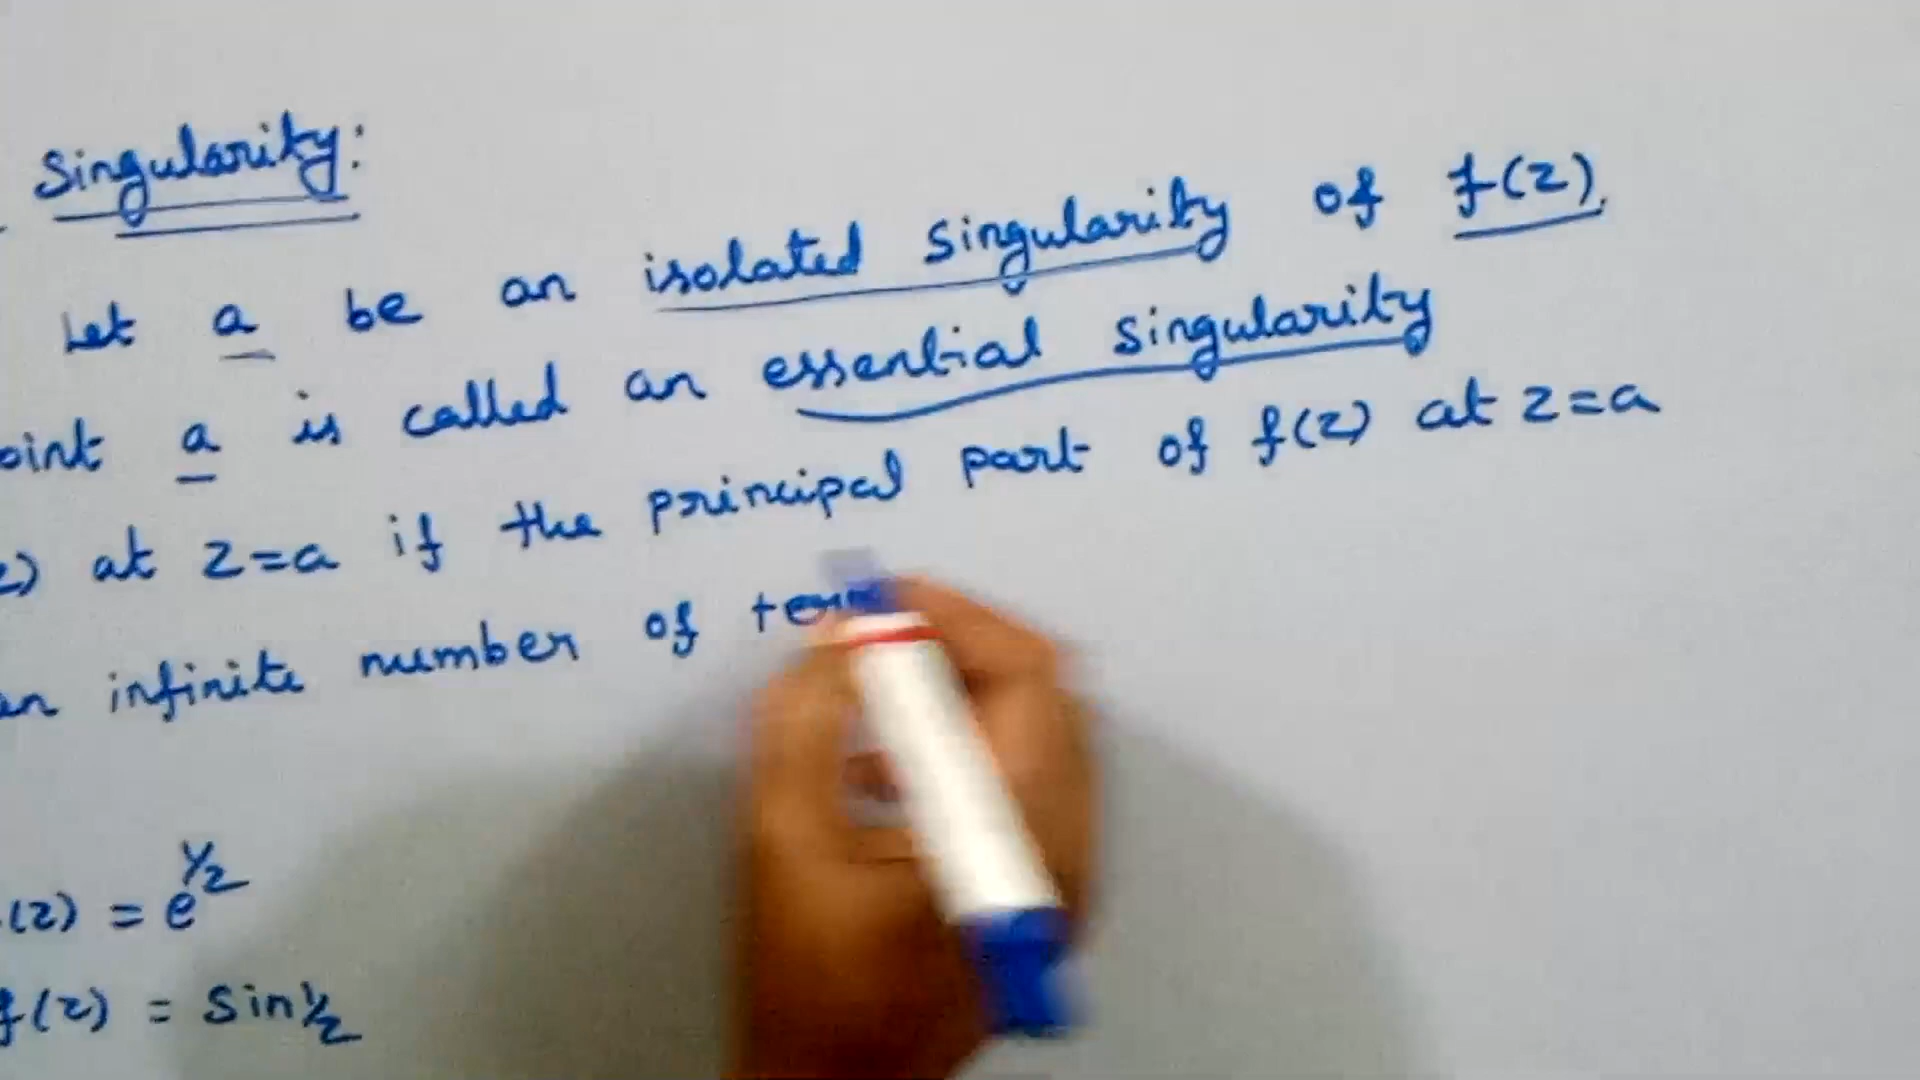 Singularity:
Let a be an isolated singularity of f(z).
oint a is called an essential singularity
z) at z=a if the principal part of f(z) at z=a
an infinite number of
(z) = e^1/z
f(z) = Sin 1/z